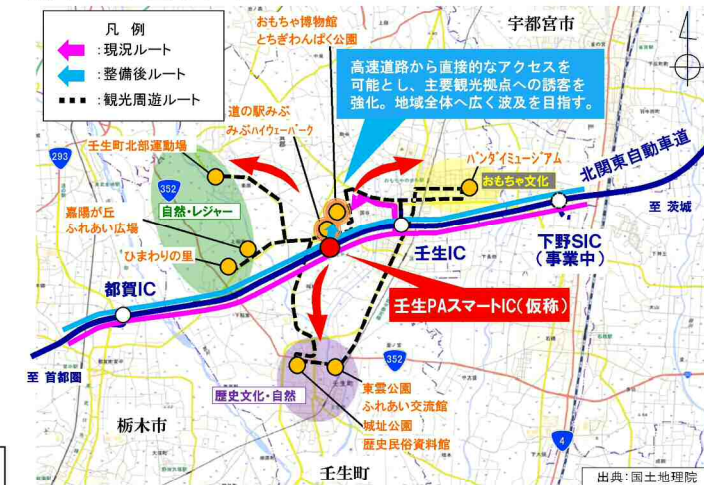 凡 例
:現況ルート
:整備後ルート
:観光周遊ルート
おもちゃ博物館
とちぎわんぱく公園
宇都宮市
高速道路から直接的なアクセスを
可能とし、主要観光拠点への誘客を
強化。地域全体へ広く波及を目指す。
道の駅みぶ
みぶハイウェーパーク
壬生町北部運動場
293
352
自然・レジャー
嘉陽が丘
ふれあい広場
ひまわりの里
バンダイミュージアム
おもちゃ文化
北関東自動車道
至 茨城
壬生IC
下野SIC
(事業中)
都賀IC
壬生PAスマートIC(仮称)
至 首都圏
352
歴史文化・自然
東雲公園
ふれあい交流館
城址公園
歴史民俗資料館
栃木市
壬生町
4
出典:国土地理院